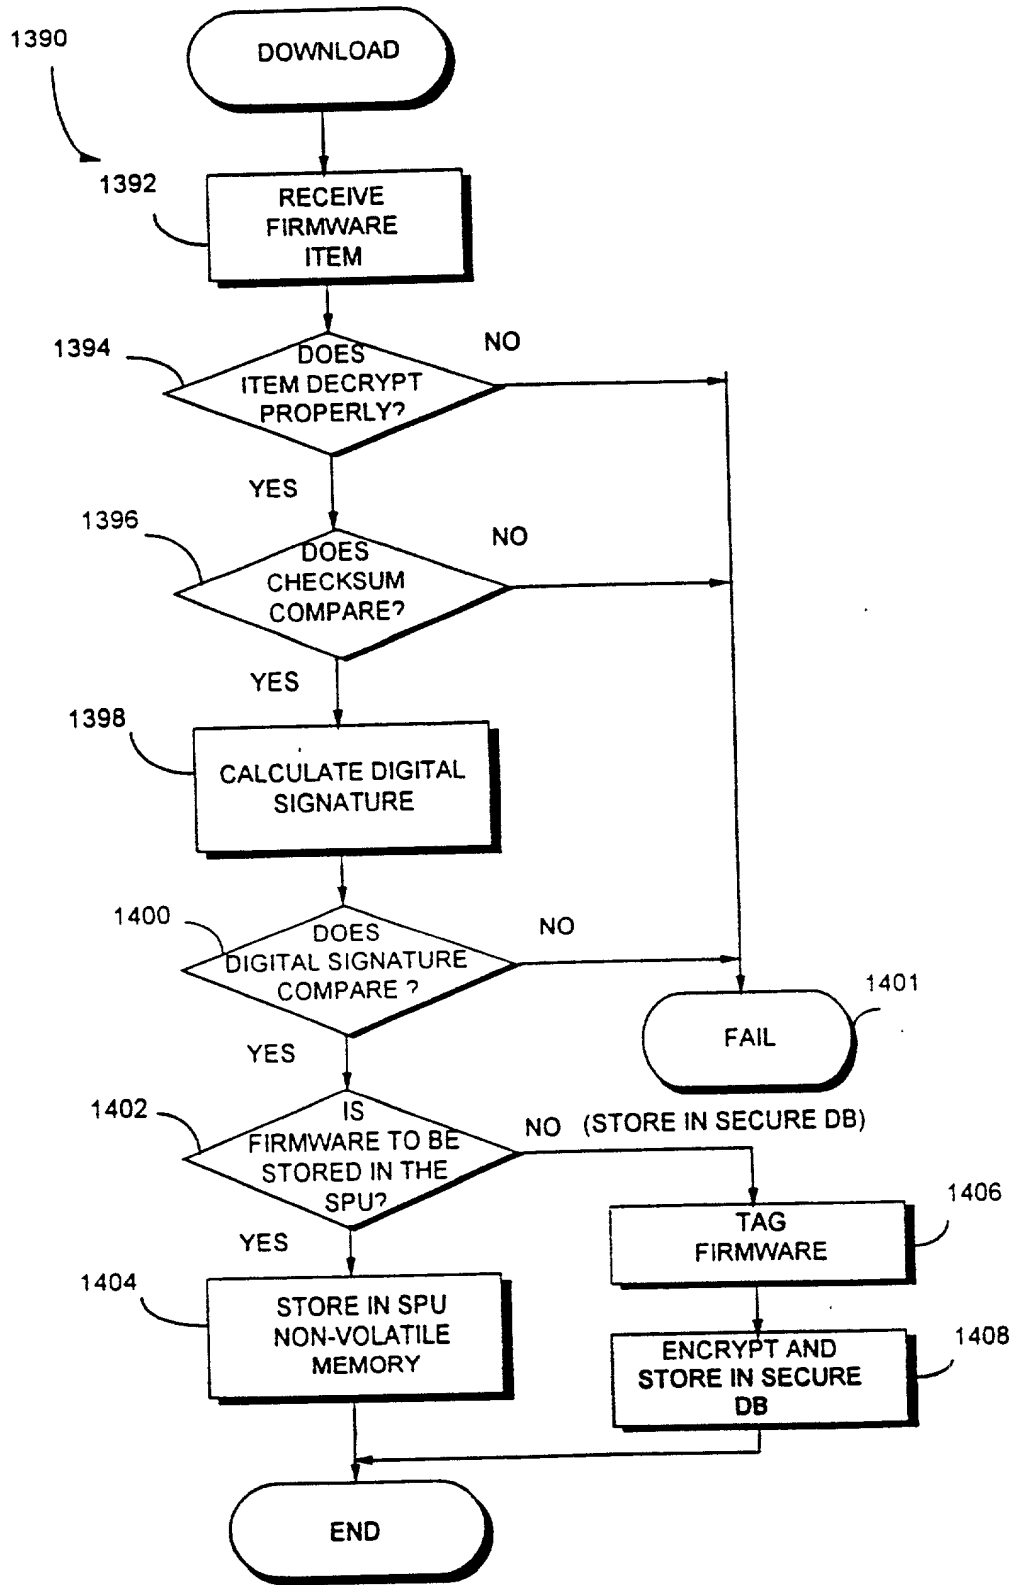 1390
DOWNLOAD
1392
RECEIVE
FIRMWARE
ITEM
1394
DOES
ITEM DECRYPT
PROPERLY?
NO
YES
1396
DOES
CHECKSUM
COMPARE?
NO
YES
1398
CALCULATE DIGITAL
SIGNATURE
1400
DOES
DIGITAL SIGNATURE
COMPARE ?
NO
1401
FAIL
YES
1402
IS
FIRMWARE TO BE
STORED IN THE
SPU?
NO (STORE IN SECURE DB)
1406
TAG
FIRMWARE
YES
1404
STORE IN SPU
NON-VOLATILE
MEMORY
1408
ENCRYPT AND
STORE IN SECURE
DB
END